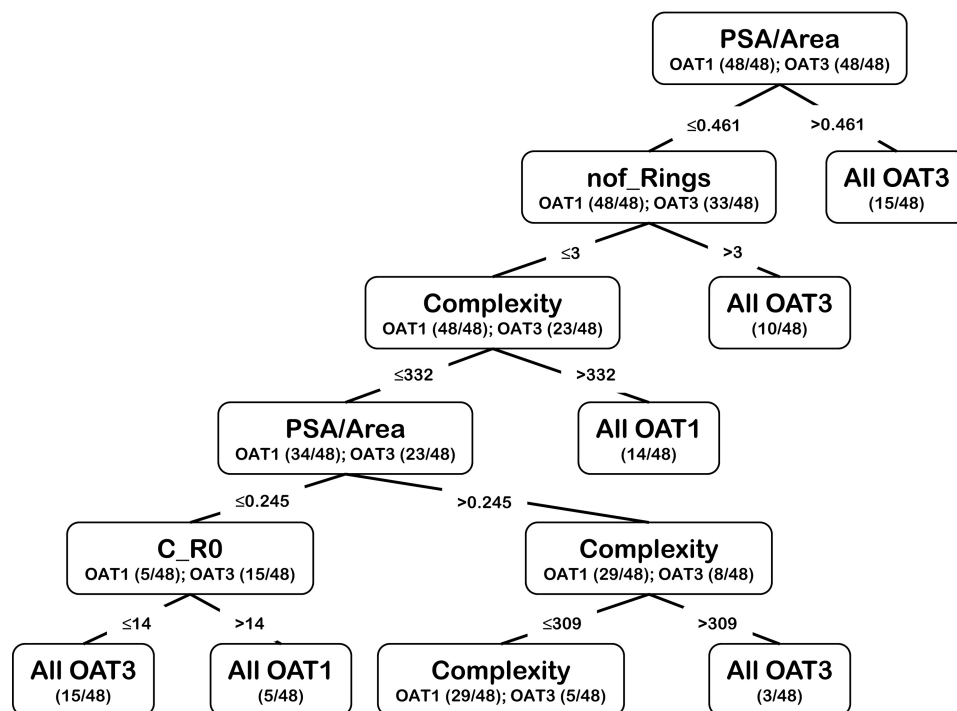 PSA/Area
OAT1 (48/48); OAT3 (48/48)
≤0.461
>0.461
nof_Rings
OAT1 (48/48); OAT3 (33/48)
All OAT3
(15/48)
≤3
>3
Complexity
OAT1 (48/48); OAT3 (23/48)
All OAT3
(10/48)
≤332
>332
PSA/Area
OAT1 (34/48); OAT3 (23/48)
All OAT1
(14/48)
≤0.245
>0.245
C_R0
OAT1 (5/48); OAT3 (15/48)
Complexity
OAT1 (29/48); OAT3 (8/48)
≤14
>14
≤309
>309
All OAT3
(15/48)
All OAT1
(5/48)
Complexity
OAT1 (29/48); OAT3 (5/48)
All OAT3
(3/48)